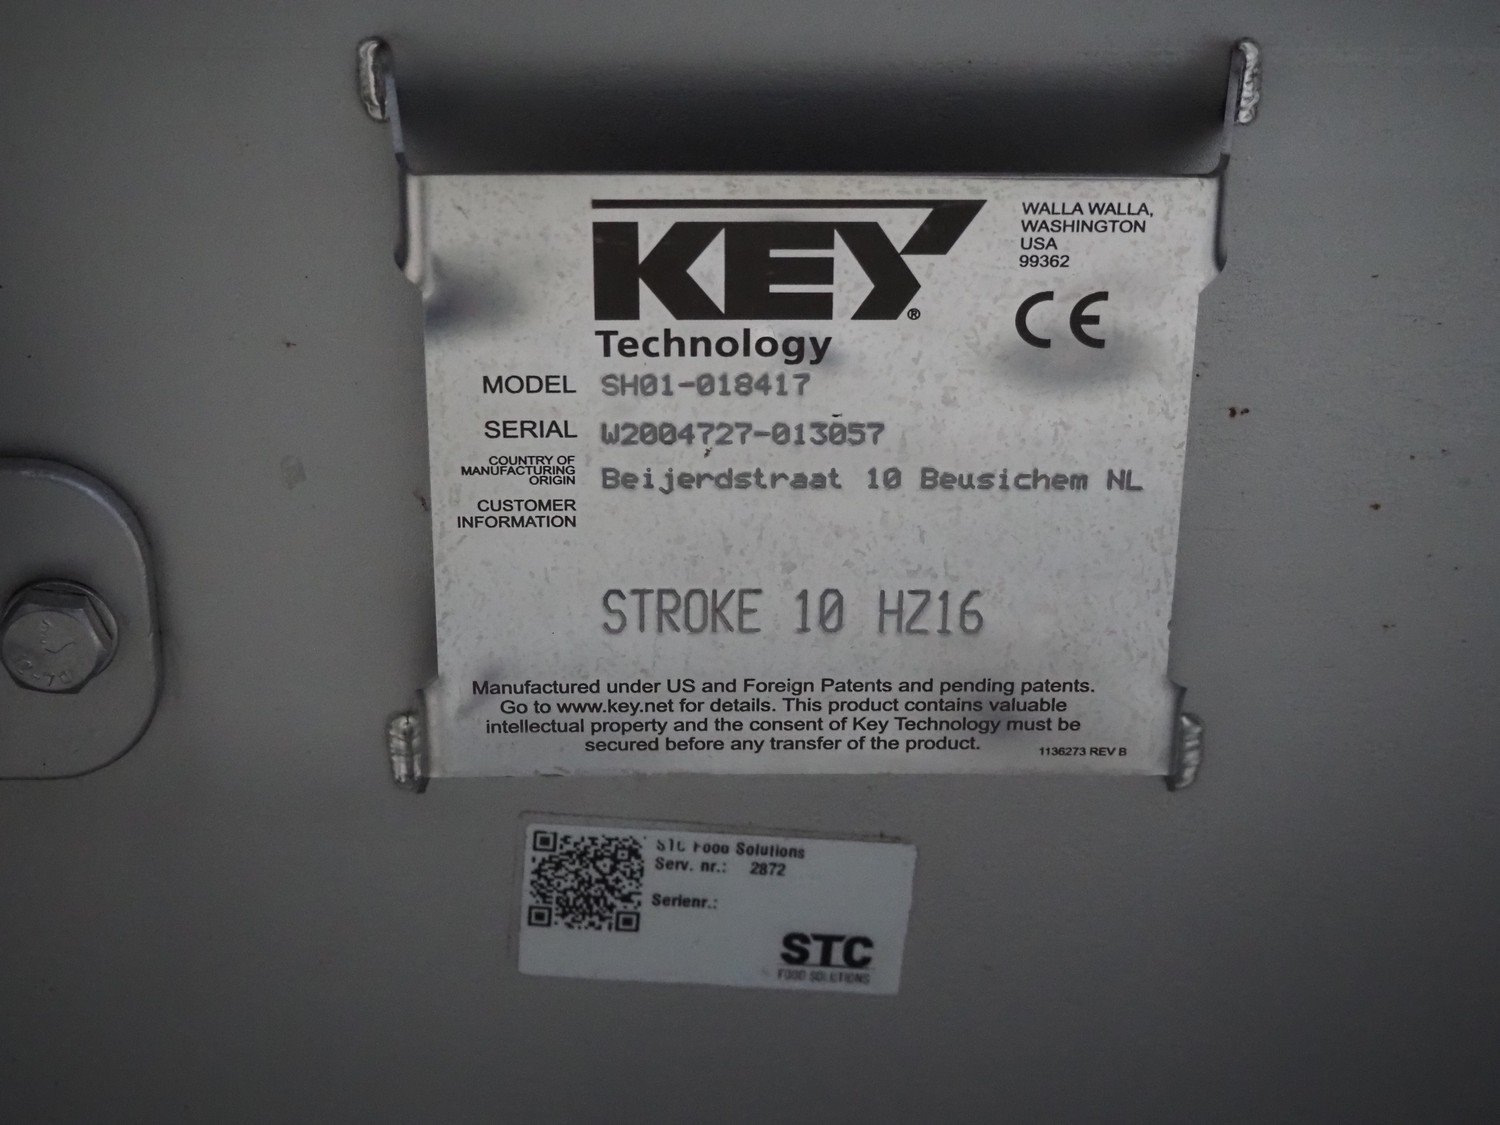 KEY®
Technology
WALLA WALLA,
WASHINGTON
USA
99362
CE
MODEL SH01-018417
SERIAL W2004727-013057
COUNTRY OF
MANUFACTURING
ORIGIN
Beijerdstraat 10 Beusichem NL
CUSTOMER
INFORMATION
STROKE 10 HZ16
Manufactured under US and Foreign Patents and pending patents.
Go to www.key.net for details. This product contains valuable
intellectual property and the consent of Key Technology must be
secured before any transfer of the product.
1136273 REV B
STC Food Solutions
Serv. nr.: 2872
Serienr.:
STC
FOOD SOLUTIONS